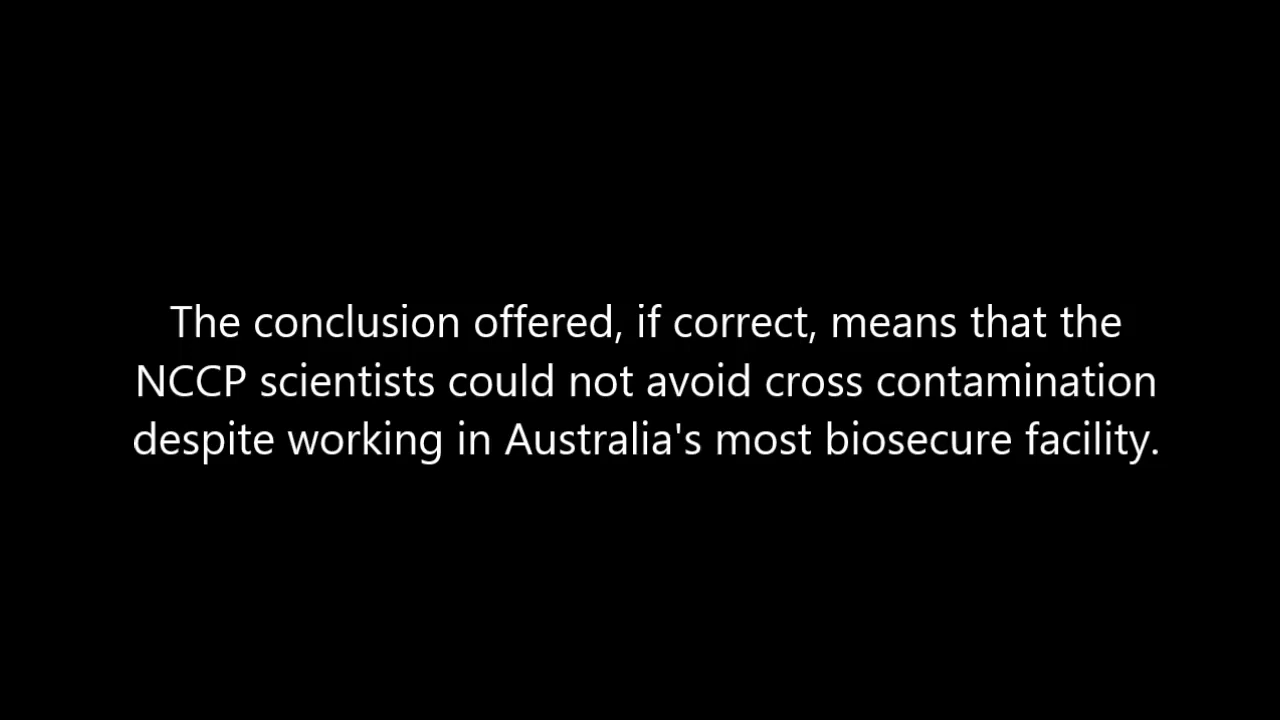 The conclusion offered, if correct, means that the
NCCP scientists could not avoid cross contamination
despite working in Australia's most biosecure facility.